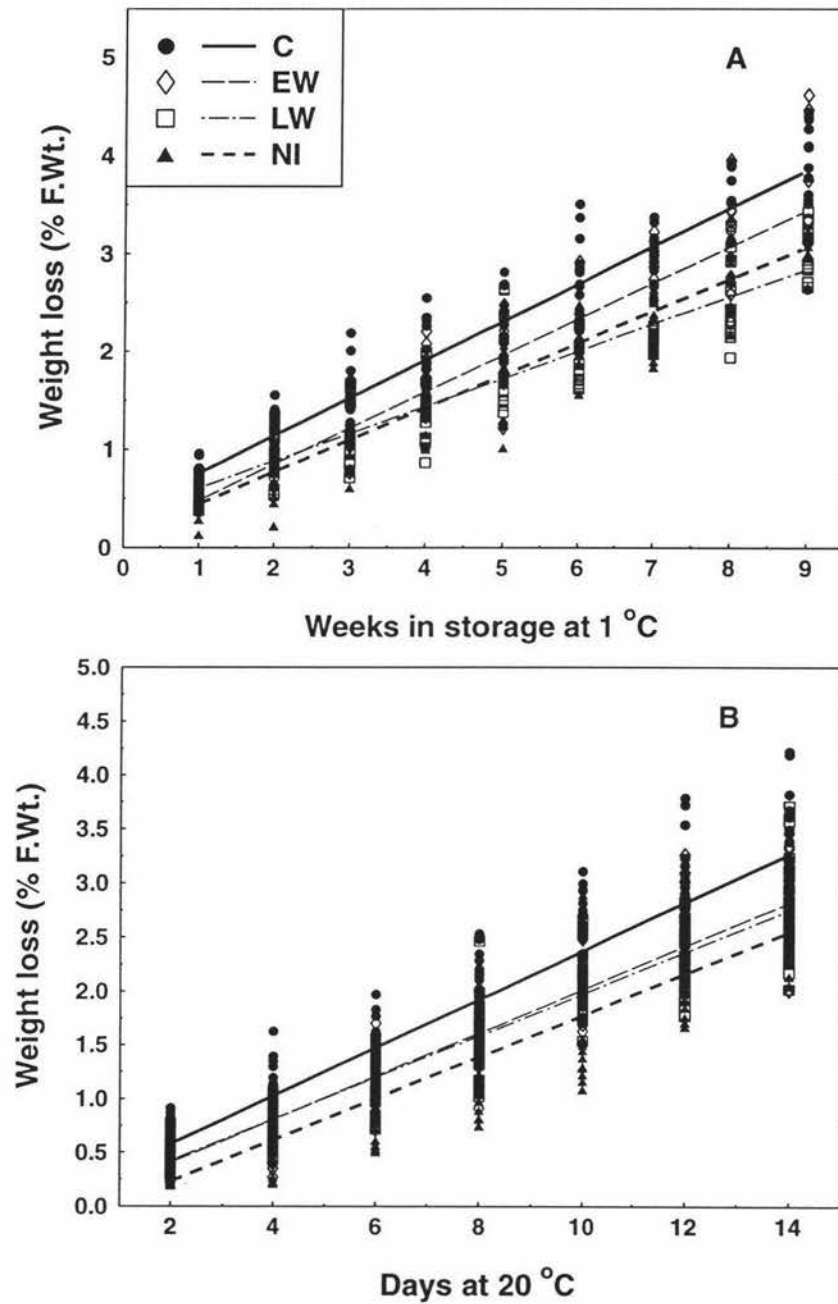 5
4
3
2
1
0
Weight loss (% F.Wt.)
C
EW
LW
NI
A
0 1 2 3 4 5 6 7 8 9
Weeks in storage at 1 °C
5.0
4.5
4.0
3.5
3.0
2.5
2.0
1.5
1.0
0.5
0.0
Weight loss (% F.Wt.)
B
2 4 6 8 10 12 14
Days at 20 °C